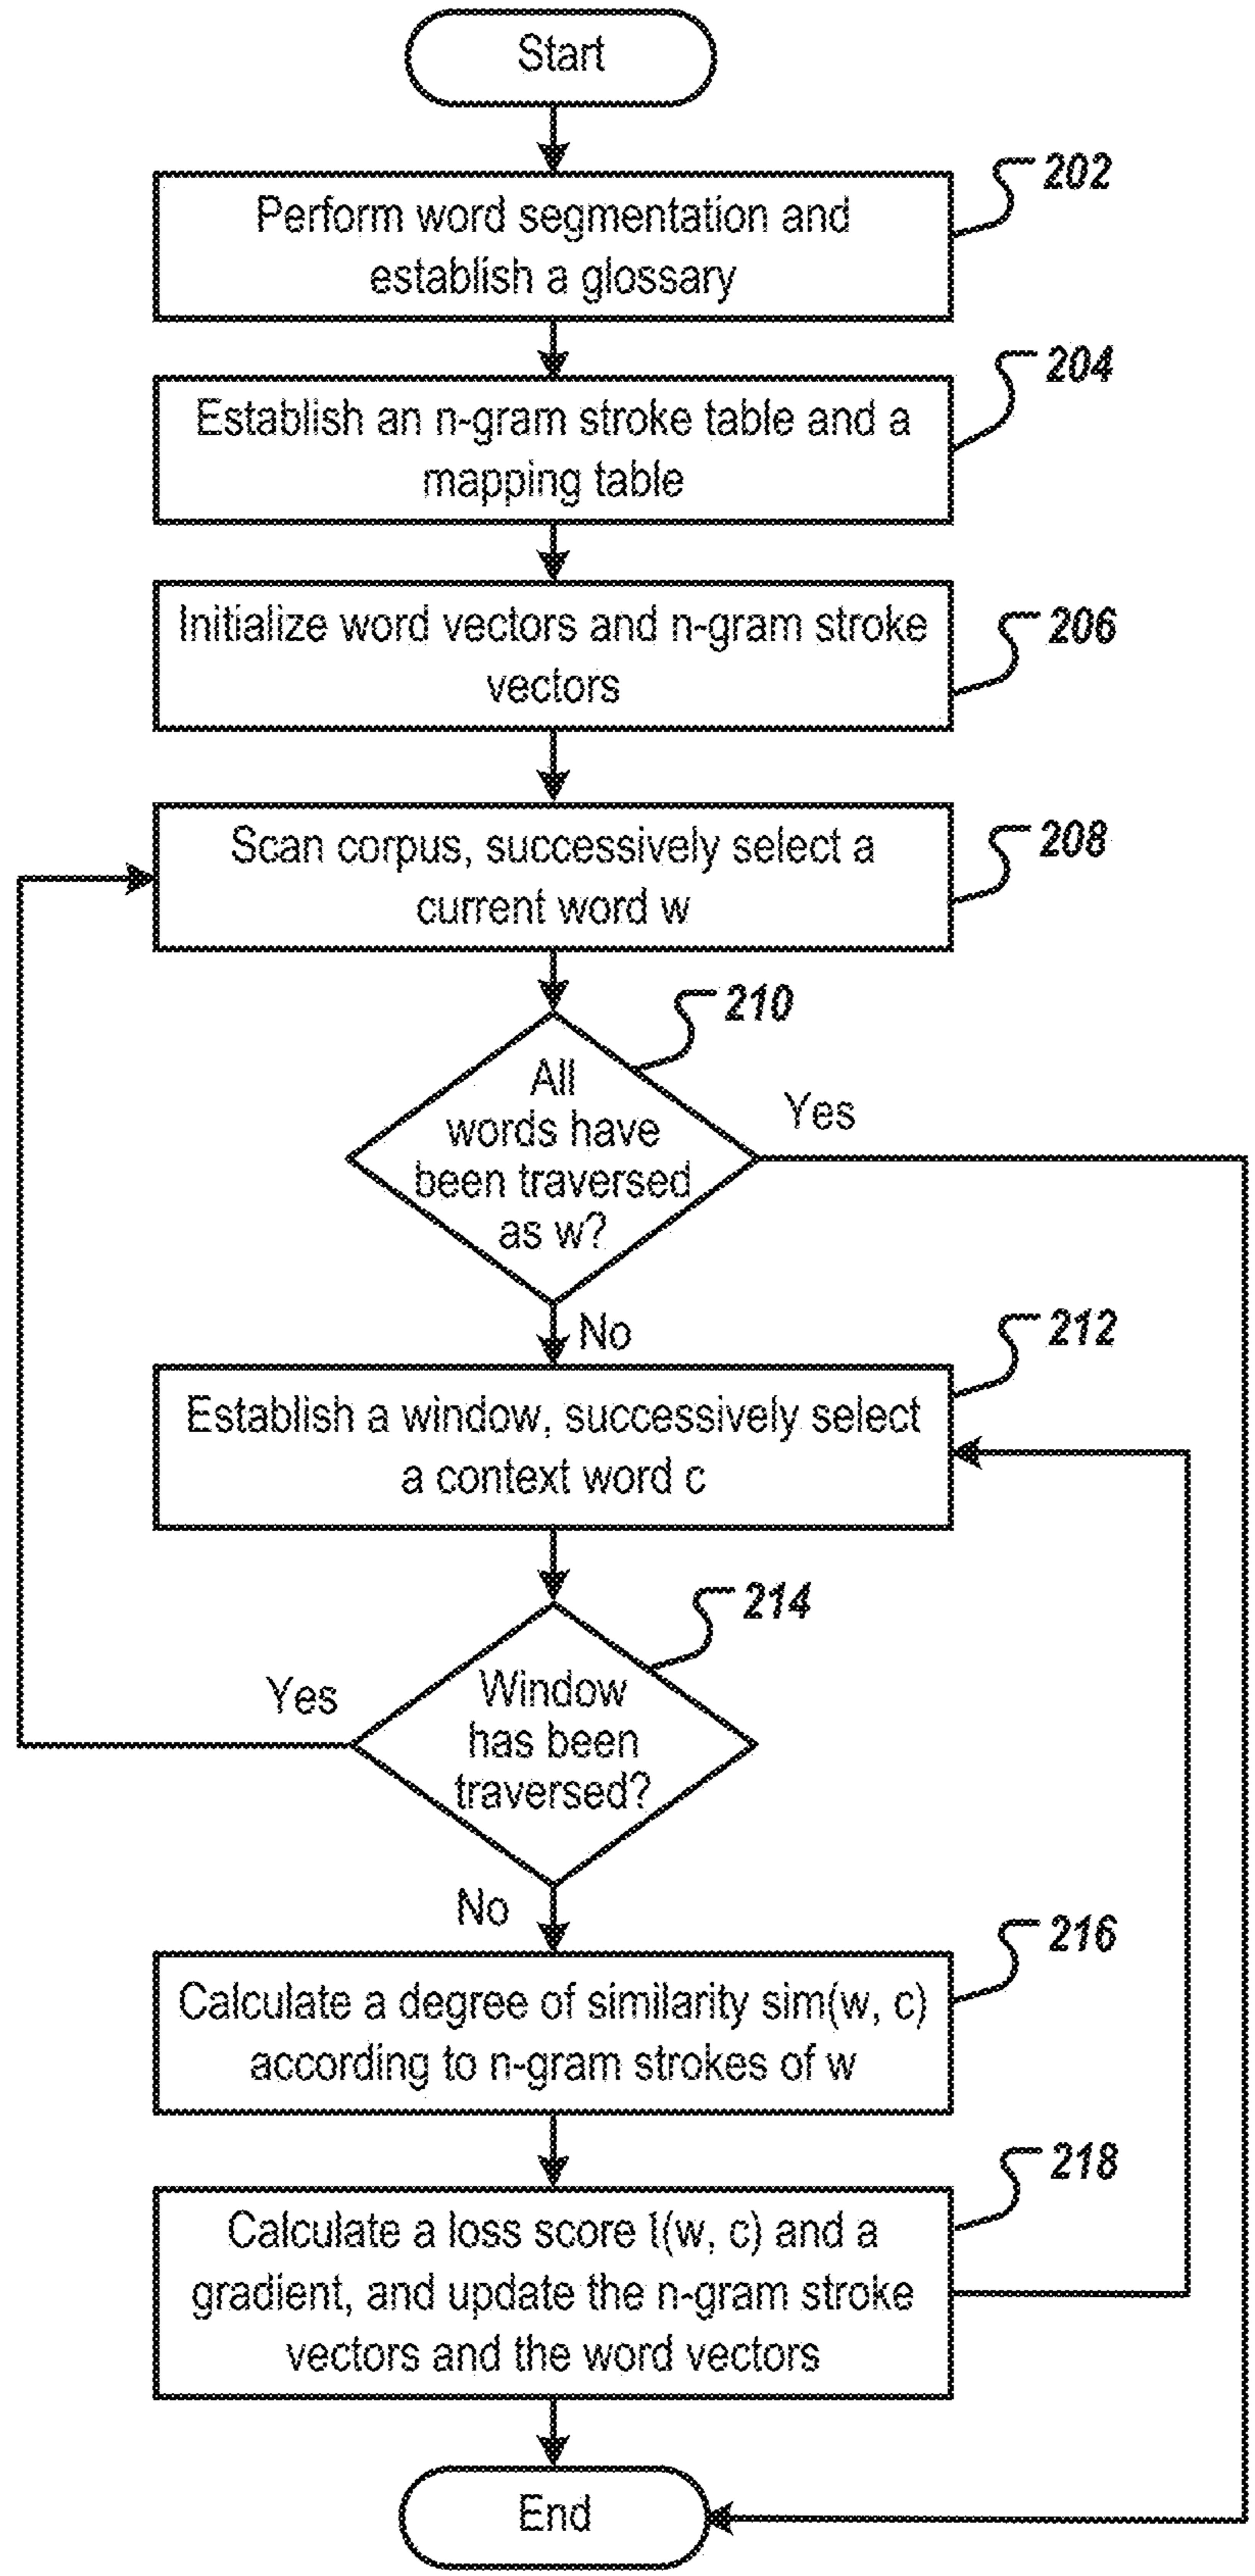 Start
202
Perform word segmentation and
establish a glossary
204
Establish an n-gram stroke table and a
mapping table
206
Initialize word vectors and n-gram stroke
vectors
208
Scan corpus, successively select a
current word w
210
All
words have
been traversed
as w?
Yes
No
212
Establish a window, successively select
a context word c
214
Window
has been
traversed?
Yes
No
216
Calculate a degree of similarity sim(w, c)
according to n-gram strokes of w
218
Calculate a loss score l(w, c) and a
gradient, and update the n-gram stroke
vectors and the word vectors
End